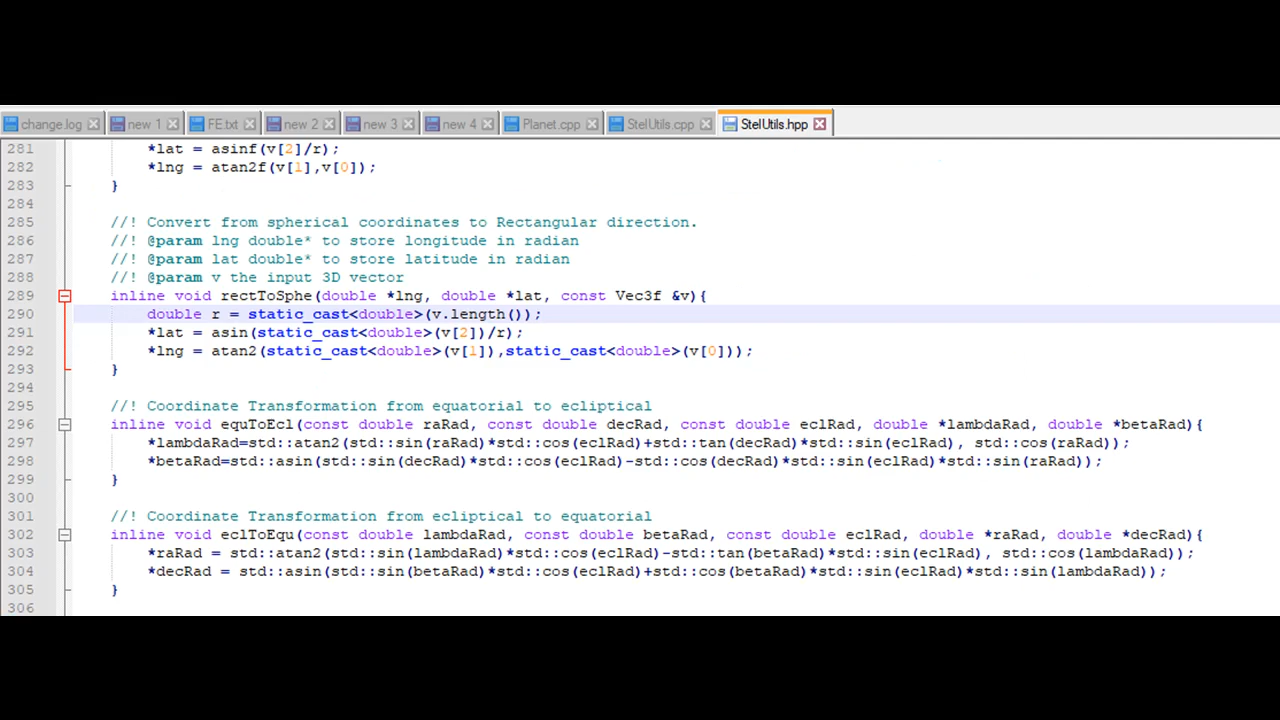 change.log new 1 FE.txt new 2 new 3 new 4 Planet.cpp StelUtils.cpp StelUtils.hpp
281 *lat = asinf(v[2]/r);
282 *lng = atan2f(v[1],v[0]);
283 }
284
285 //! Convert from spherical coordinates to Rectangular direction.
286 //! @param lng double* to store longitude in radian
287 //! @param lat double* to store latitude in radian
288 //! @param v the input 3D vector
289 inline void rectToSphe(double *lng, double *lat, const Vec3f &v){
290 double r = static_cast<double>(v.length());
291 *lat = asin(static_cast<double>(v[2])/r);
292 *lng = atan2(static_cast<double>(v[1]),static_cast<double>(v[0]));
293 }
294
295 //! Coordinate Transformation from equatorial to ecliptical
296 inline void equToEcl(const double raRad, const double decRad, const double eclRad, double *lambdaRad, double *betaRad){
297 *lambdaRad=std::atan2(std::sin(raRad)*std::cos(eclRad)+std::tan(decRad)*std::sin(eclRad), std::cos(raRad));
298 *betaRad=std::asin(std::sin(decRad)*std::cos(eclRad)-std::cos(decRad)*std::sin(eclRad)*std::sin(raRad));
299 }
300
301 //! Coordinate Transformation from ecliptical to equatorial
302 inline void eclToEqu(const double lambdaRad, const double betaRad, const double eclRad, double *raRad, double *decRad){
303 *raRad = std::atan2(std::sin(lambdaRad)*std::cos(eclRad)-std::tan(betaRad)*std::sin(eclRad), std::cos(lambdaRad));
304 *decRad = std::asin(std::sin(betaRad)*std::cos(eclRad)+std::cos(betaRad)*std::sin(eclRad)*std::sin(lambdaRad));
305 }
306